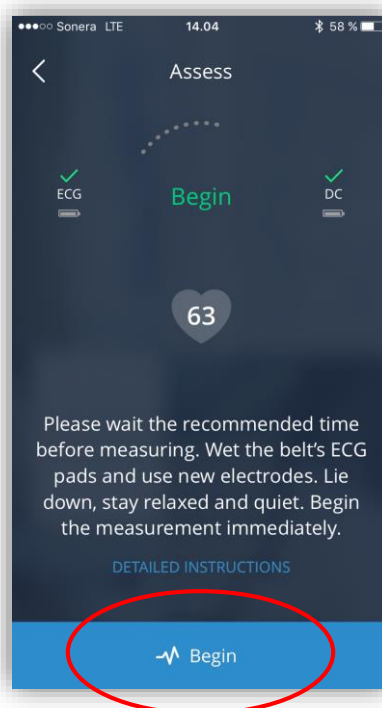 Sonera LTE 14.04 58 %
Assess
ECG Begin DC
63
Please wait the recommended time
before measuring. Wet the belt's ECG
pads and use new electrodes. Lie
down, stay relaxed and quiet. Begin
the measurement immediately.
DETAILED INSTRUCTIONS
Begin